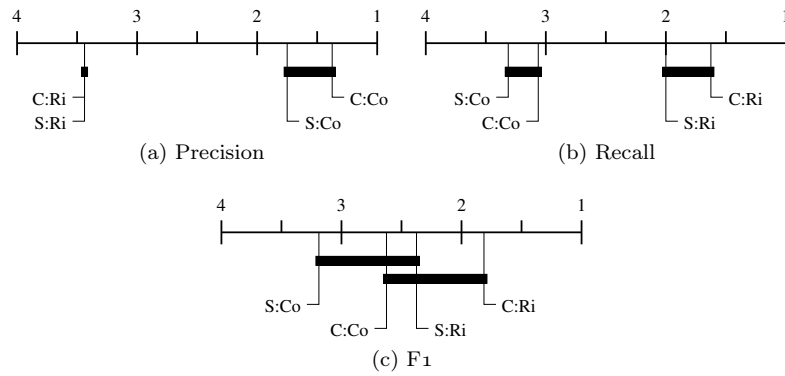 4 3 2 1
C:Ri
S:Ri
C:Co
S:Co
(a) Precision
4 3 2 1
S:Co
C:Co
C:Ri
S:Ri
(b) Recall
4 3 2 1
S:Co
C:Co
C:Ri
S:Ri
(c) F1